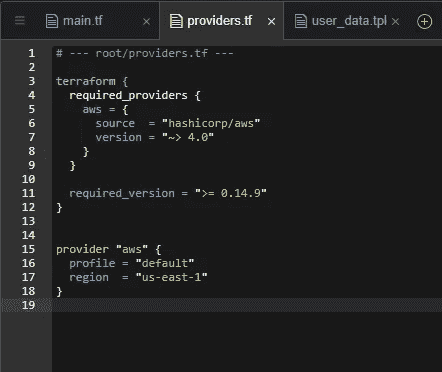 main.tf × providers.tf × user_data.tpl
1 # --- root/providers.tf ---
2
3 terraform {
4   required_providers {
5     aws = {
6       source  = "hashicorp/aws"
7       version = "~> 4.0"
8     }
9   }
10
11   required_version = ">= 0.14.9"
12 }
13
14
15 provider "aws" {
16   profile = "default"
17   region  = "us-east-1"
18 }
19